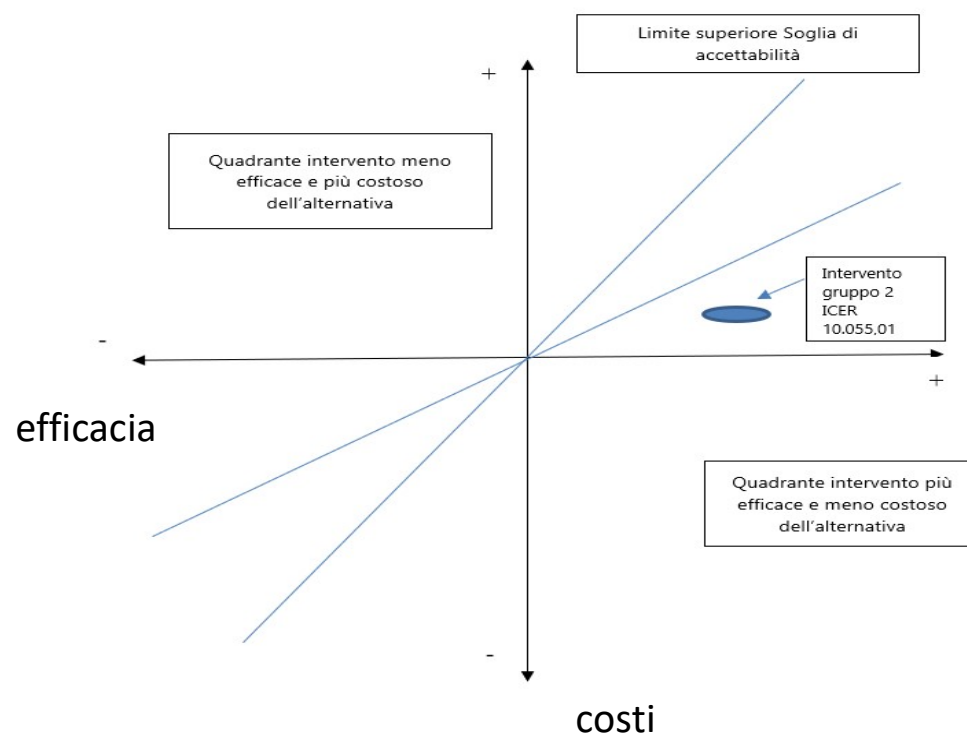 Limite superiore Soglia di
accettabilità
+
Quadrante intervento meno
efficace e più costoso
dell'alternativa
Intervento
gruppo 2
ICER
10.055,01
-
+
efficacia
Quadrante intervento più
efficace e meno costoso
dell'alternativa
-
costi